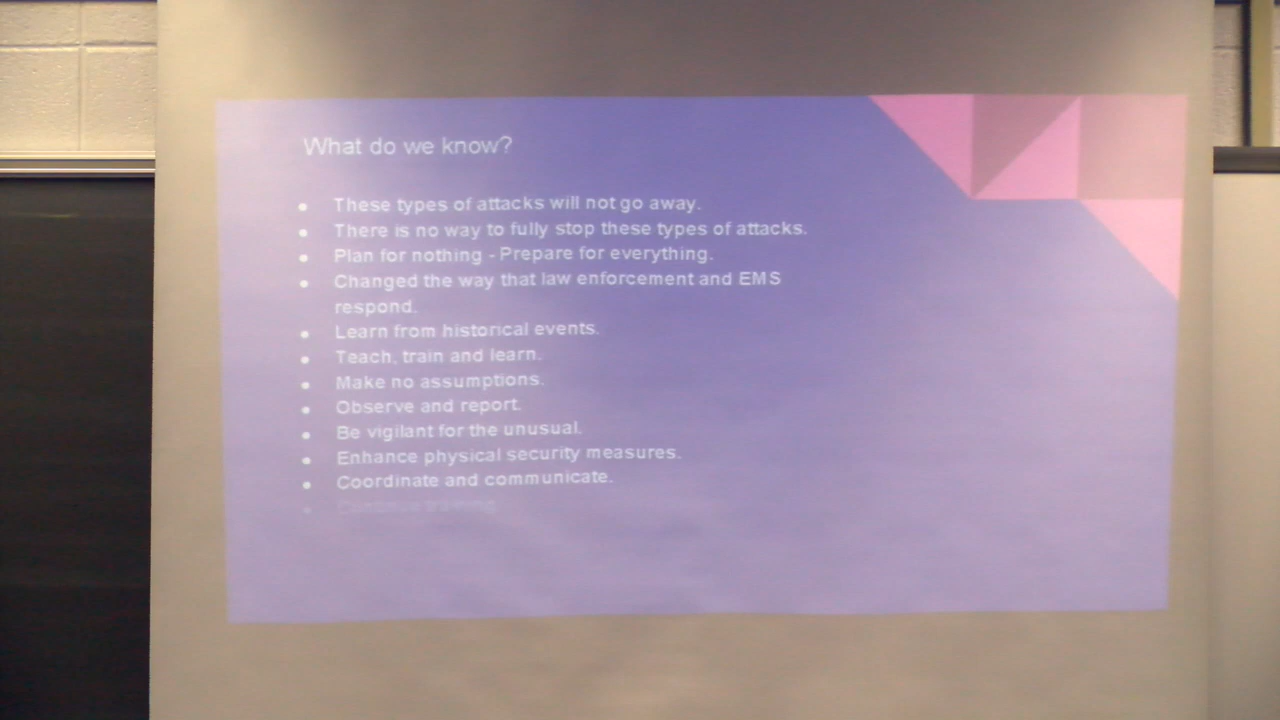 What do we know?
These types of attacks will not go away.
There is no way to fully stop these types of attacks.
Plan for nothing - Prepare for everything.
Changed the way that law enforcement and EMS
respond.
Learn from historical events.
Teach, train and learn.
Make no assumptions.
Observe and report.
Be vigilant for the unusual.
Enhance physical security measures.
Coordinate and communicate.